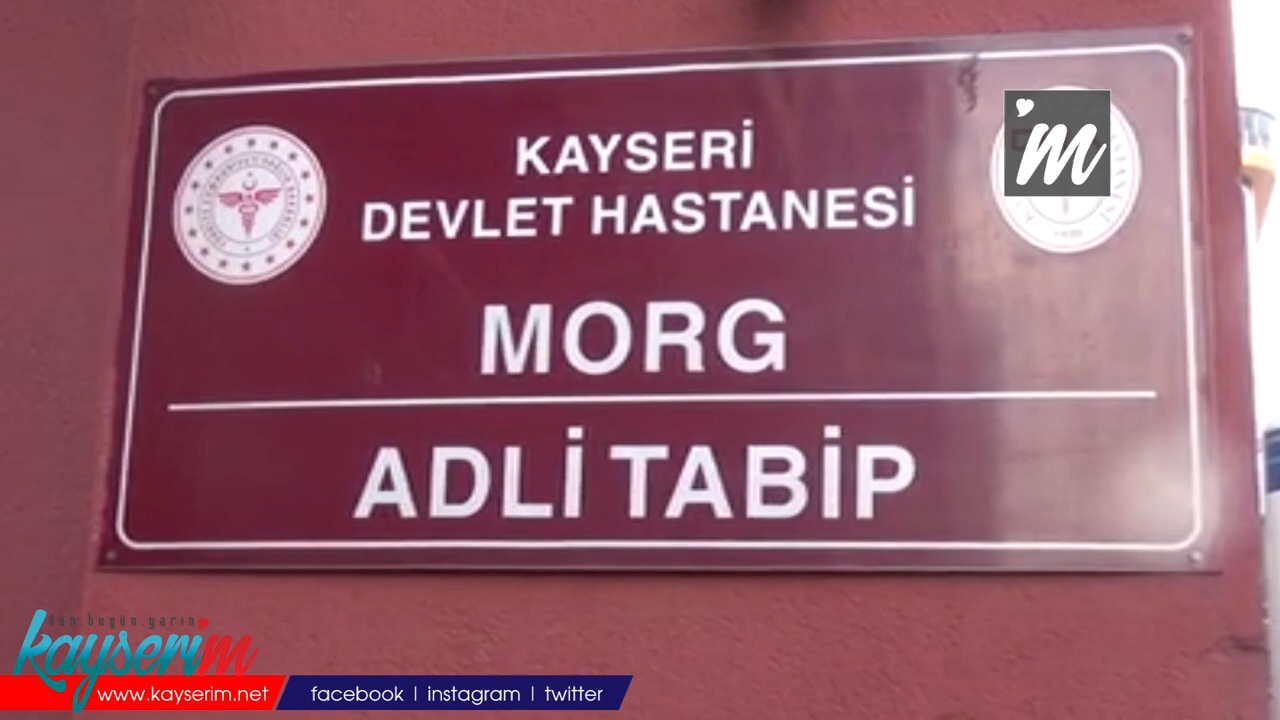 KAYSERİ
DEVLET HASTANESİ
MORG
ADLİ TABİP
'm
dün.bugün.yarın
kayserim
www.kayserim.net
facebook | instagram | twitter